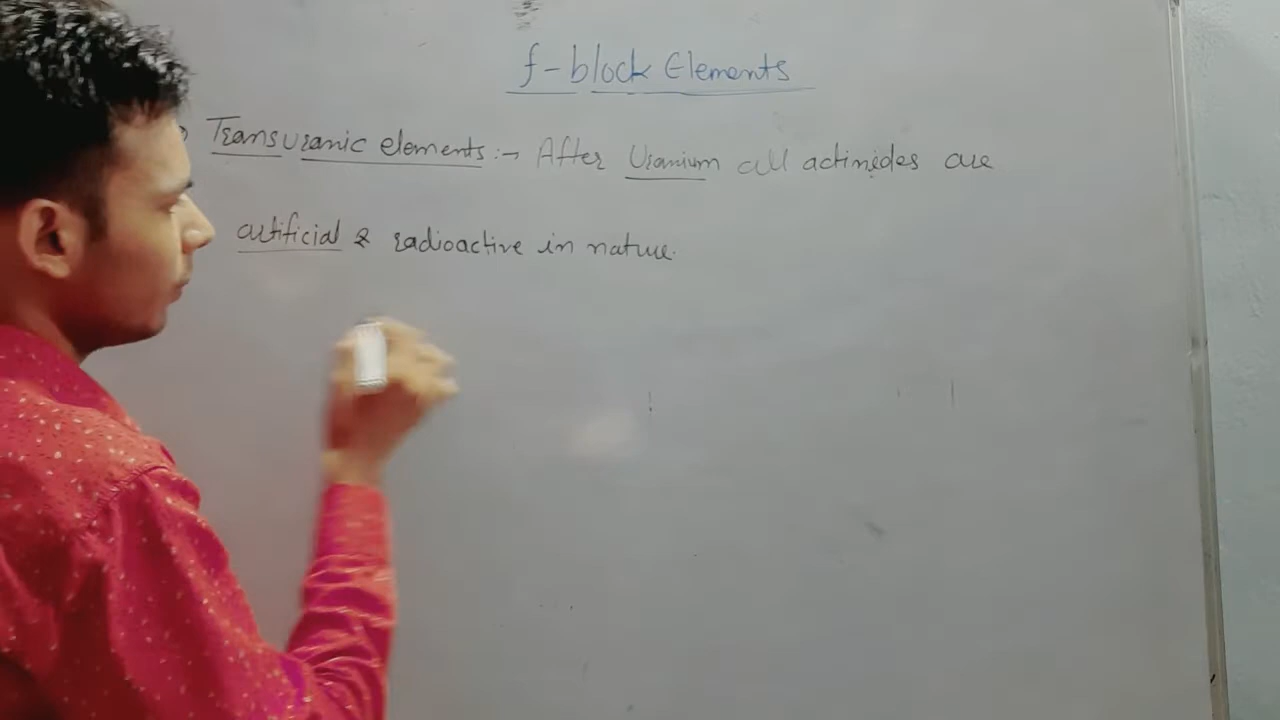 f-block Elements
Transuranic elements :→ After Uranium all actinides are
artificial & radioactive in nature.